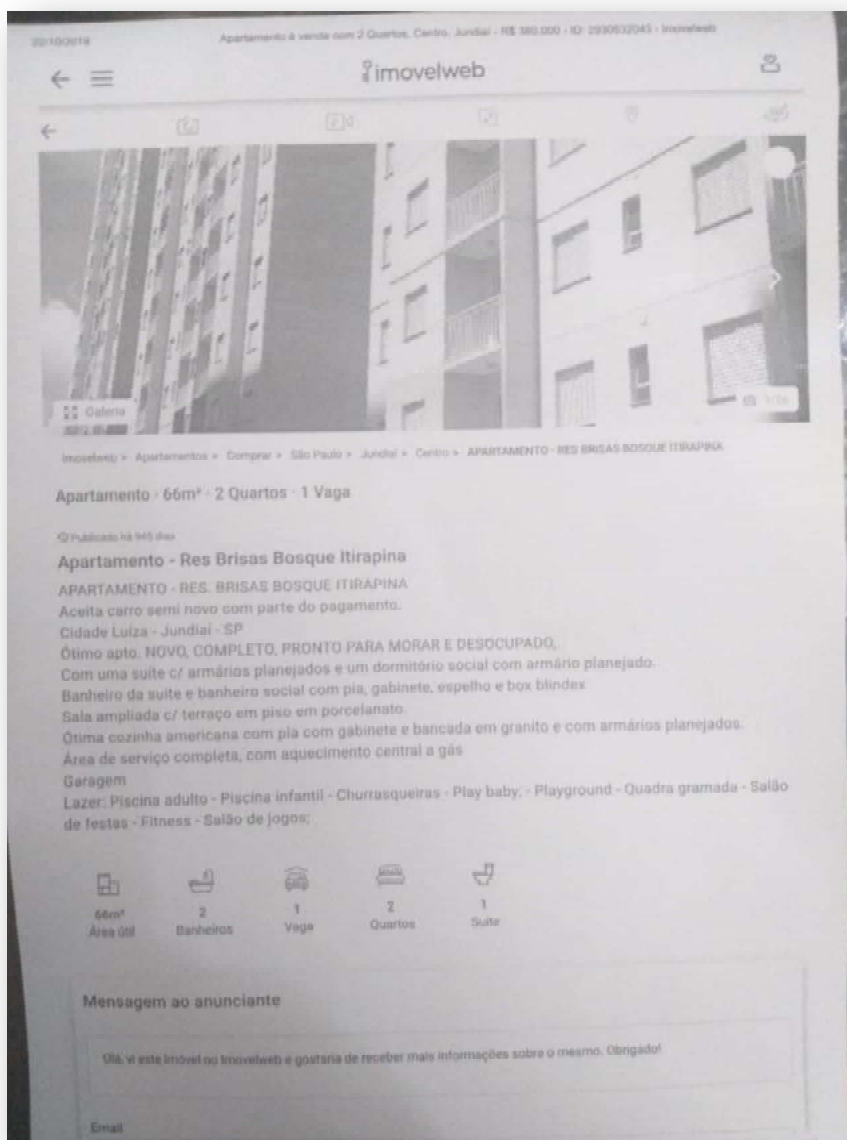 Apartamento à venda com 2 Quartos, Centro, Jundiaí - R$ 380.000 - ID: 2930632043 - Imovelweb
imovelweb
Galeria
Imovelweb > Apartamentos > Comprar > São Paulo > Jundiaí > Centro > APARTAMENTO - RES BRISAS BOSQUE ITIRAPINA
Apartamento · 66m² · 2 Quartos · 1 Vaga
Publicado há 945 dias
Apartamento - Res Brisas Bosque Itirapina
APARTAMENTO - RES. BRISAS BOSQUE ITIRAPINA
Aceita carro semi novo com parte do pagamento.
Cidade Luiza - Jundiaí - SP
Ótimo apto. NOVO, COMPLETO, PRONTO PARA MORAR E DESOCUPADO,
Com uma suíte c/ armários planejados e um dormitório social com armário planejado.
Banheiro da suíte e banheiro social com pia, gabinete, espelho e box blindex
Sala ampliada c/ terraço em piso em porcelanato
Ótima cozinha americana com pia com gabinete e bancada em granito e com armários planejados.
Área de serviço completa, com aquecimento central a gás
Garagem
Lazer: Piscina adulto - Piscina infantil - Churrasqueiras - Play baby, - Playground - Quadra gramada - Salão
de festas - Fitness - Salão de jogos;
66m² 2 1 2 1
Área útil Banheiros Vaga Quartos Suíte
Mensagem ao anunciante
Olá, vi este imóvel no Imovelweb e gostaria de receber mais informações sobre o mesmo. Obrigado!
Email